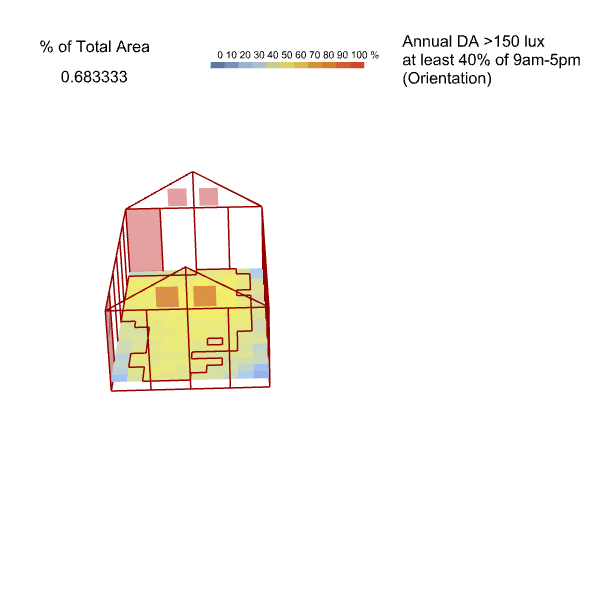 % of Total Area
0.683333
0 10 20 30 40 50 60 70 80 90 100 %
Annual DA >150 lux
at least 40% of 9am-5pm
(Orientation)